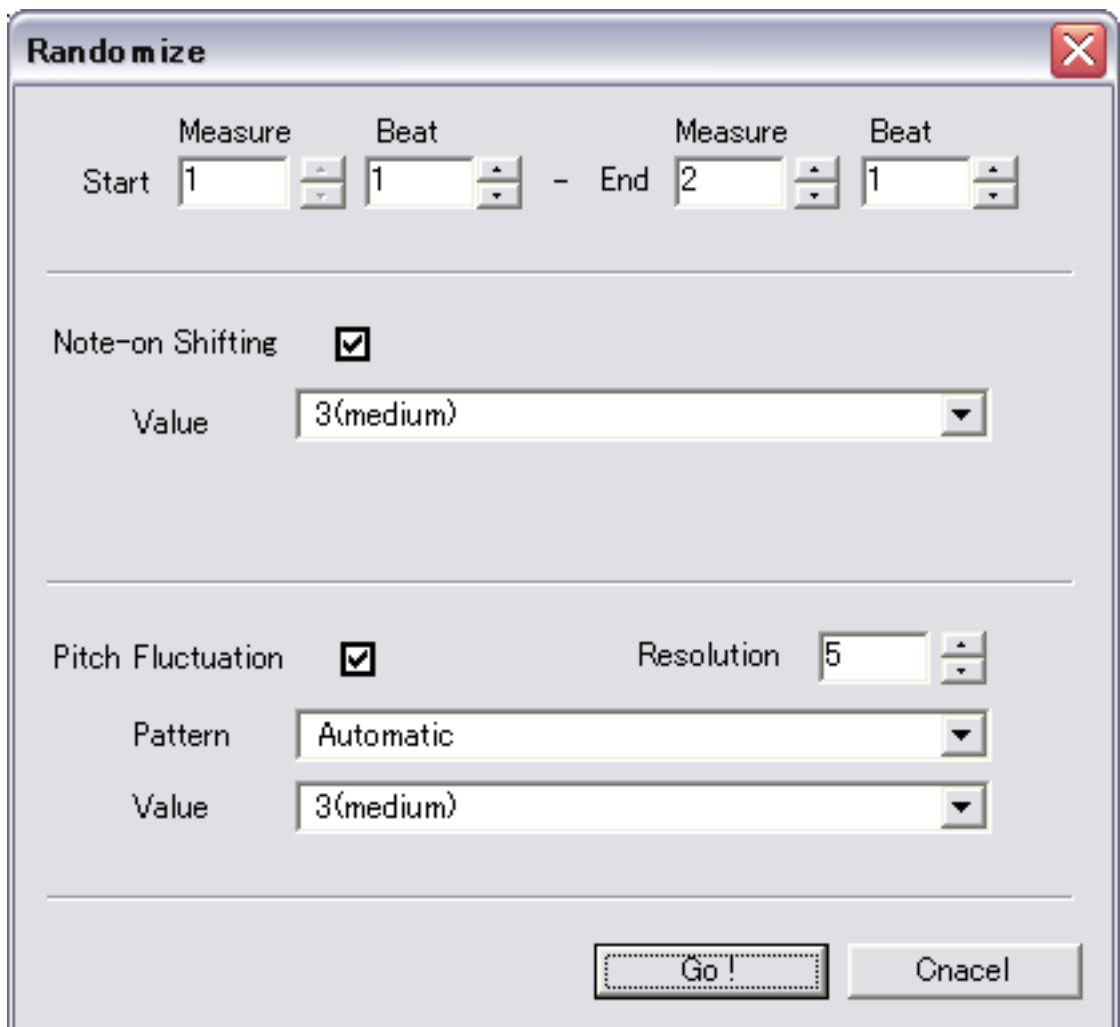 Randomize
Measure Beat Measure Beat
Start 1 1 - End 2 1
Note-on Shifting
Value 3(medium)
Pitch Fluctuation Resolution 5
Pattern Automatic
Value 3(medium)
Go ! Cnacel